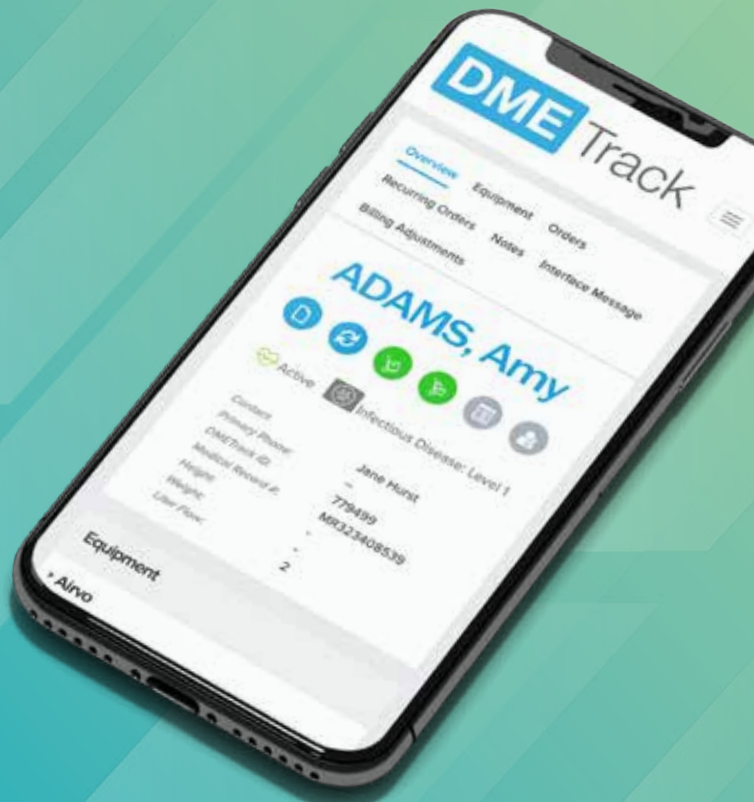 DME Track
Overview Equipment Orders
Recurring Orders Notes Interface Message
Billing Adjustments
ADAMS, Amy
Active Infectious Disease: Level 1
Contact: Jane Hurst
Primary Phone: -
DMETrack ID: 779499
Medical Record #: MR323408539
Height: -
Weight: -
Liter Flow: 2
Equipment
› Airvo